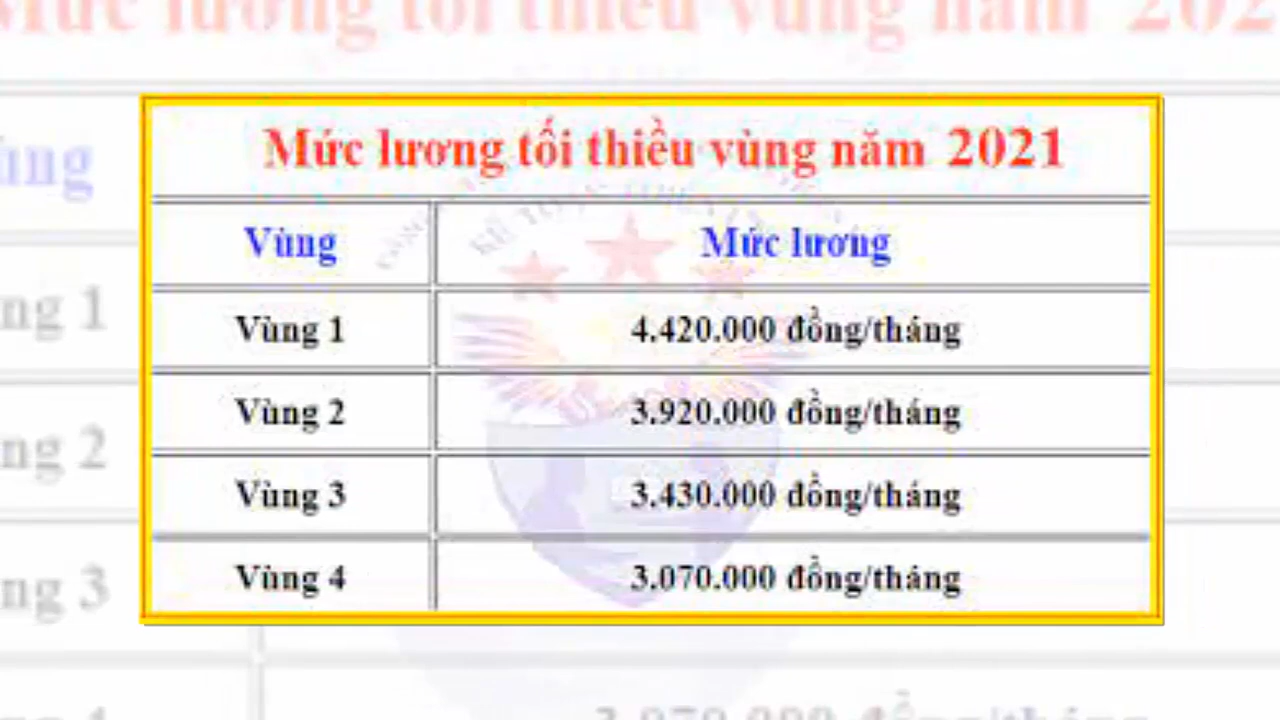 Mức lương tối thiểu vùng năm 2021
Vùng Mức lương
Vùng 1 4.420.000 đồng/tháng
Vùng 2 3.920.000 đồng/tháng
Vùng 3 3.430.000 đồng/tháng
Vùng 4 3.070.000 đồng/tháng